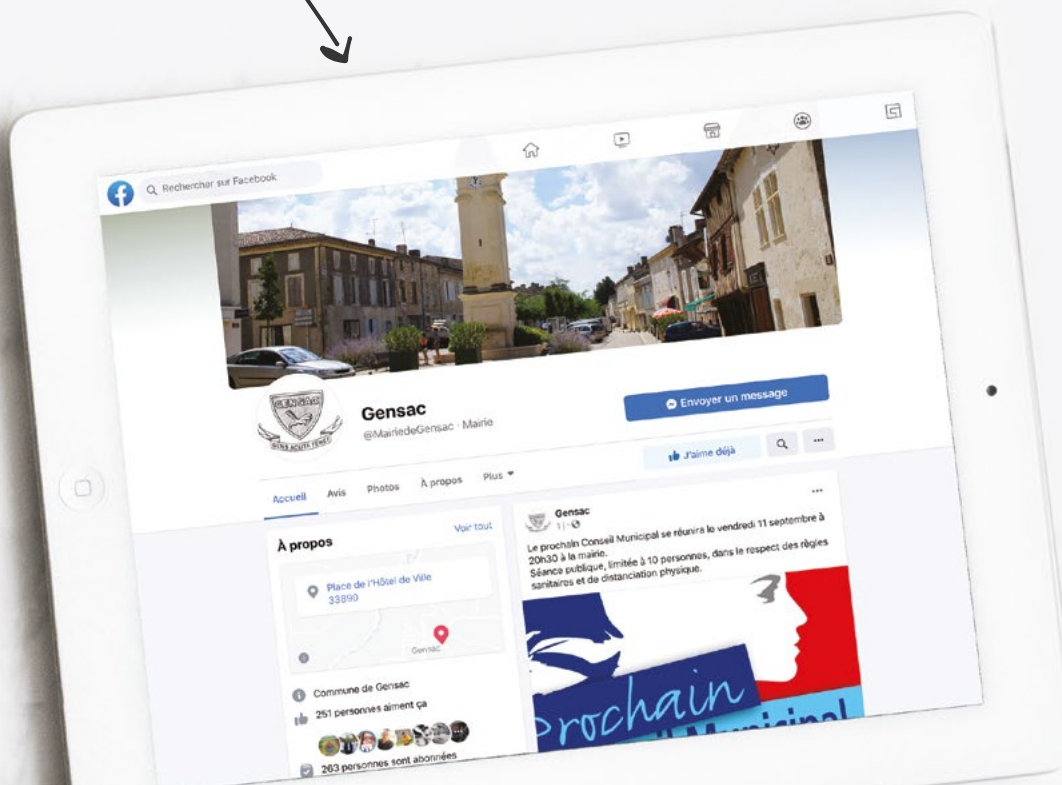 Rechercher sur Facebook
GENSAC
Gensac
@MairiedeGensac · Mairie
Envoyer un message
J'aime déjà
Accueil
Avis
Photos
À propos
Plus
À propos
Voir tout
Place de l'Hôtel de Ville
33890
Gensac
Commune de Gensac
251 personnes aiment ça
263 personnes sont abonnées
Gensac
1 j ·
Le prochain Conseil Municipal se réunira le vendredi 11 septembre à
20h30 à la mairie.
Séance publique, limitée à 10 personnes, dans le respect des règles
sanitaires et de distanciation physique.
Prochain
Municipal